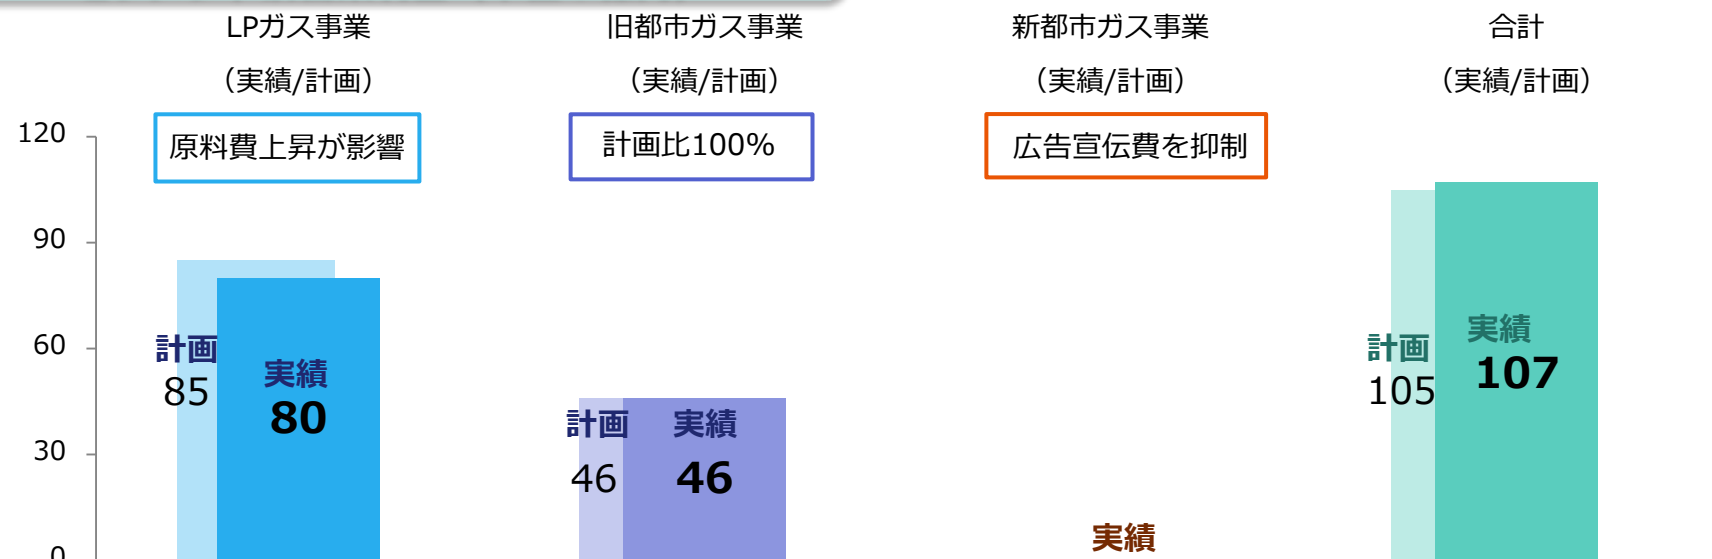 LPガス事業
（実績/計画）
旧都市ガス事業
（実績/計画）
新都市ガス事業
（実績/計画）
合計
（実績/計画）
原料費上昇が影響
計画比100%
広告宣伝費を抑制
120
90
60
30
0
計画
85
実績
80
計画
46
実績
46
実績
計画
105
実績
107